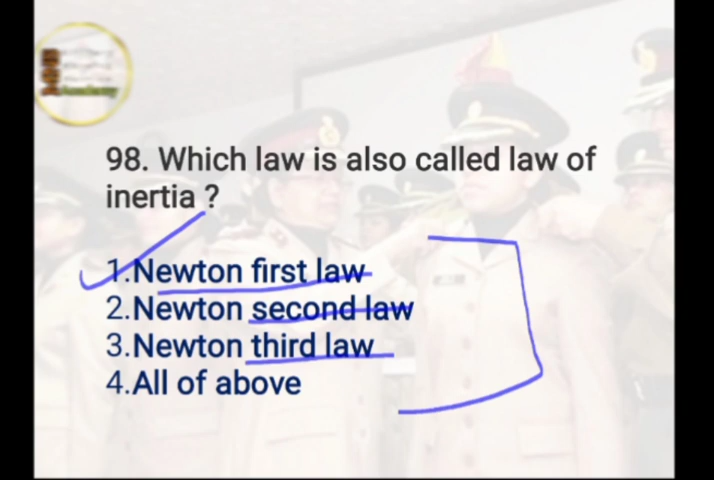 98. Which law is also called law of
inertia ?
1.Newton first law
2.Newton second law
3.Newton third law
4.All of above
Academy